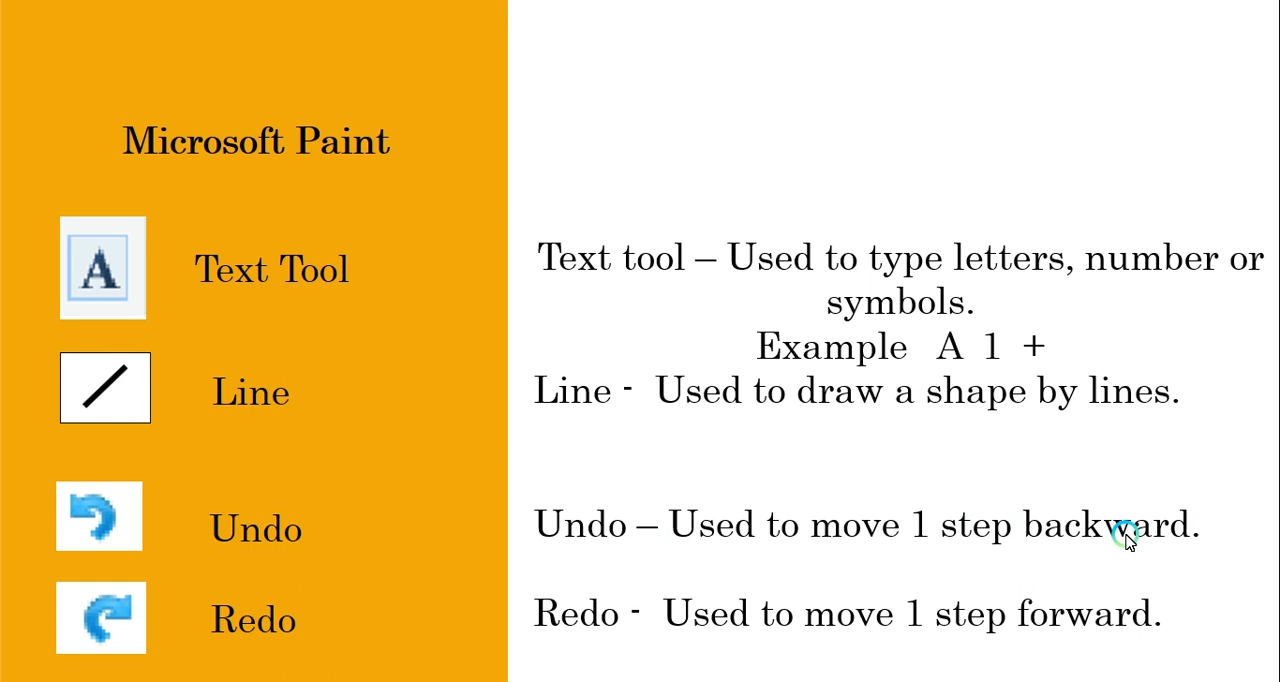 Microsoft Paint
A
Text Tool
Line
Undo
Redo
Text tool – Used to type letters, number or
symbols.
Example A 1 +
Line - Used to draw a shape by lines.
Undo – Used to move 1 step backward.
Redo - Used to move 1 step forward.